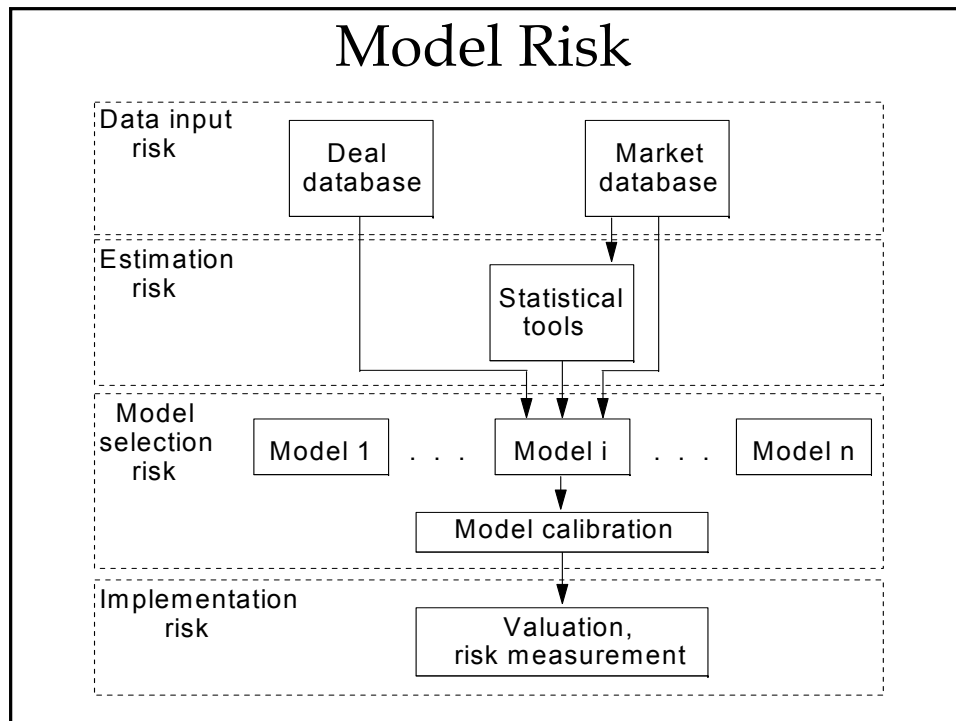 Model Risk
Data input
risk
Deal
database
Market
database
Estimation
risk
Statistical
tools
Model
selection
risk
Model 1
. . .
Model i
. . .
Model n
Model calibration
Implementation
risk
Valuation,
risk measurement